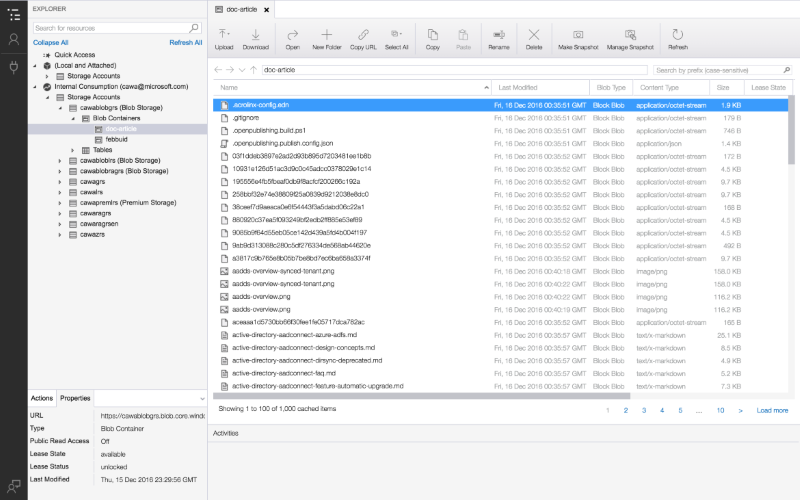 EXPLORER
Search for resources
Collapse All Refresh All
Quick Access
(Local and Attached)
Storage Accounts
Internal Consumption (cawa@microsoft.com)
Storage Accounts
cawablobgrs (Blob Storage)
Blob Containers
doc-article
febbuid
Tables
cawabloblrs (Blob Storage)
cawablobragrs (Blob Storage)
cawagrs
cawalrs
cawapremlrs (Premium Storage)
cawaragrs
cawaragrsen
cawazrs
Actions Properties
URL https://cawablobgrs.blob.core.wind
Type Blob Container
Public Read Access Off
Lease State available
Lease Status unlocked
Last Modified Thu, 15 Dec 2016 23:29:56 GMT
doc-article
Upload Download Open New Folder Copy URL Select All Copy Paste Rename Delete Make Snapshot Manage Snapshot Refresh
doc-article Search by prefix (case-sensitive)
Name Last Modified Blob Type Content Type Size Lease State
.acrolinx-config.edn Fri, 16 Dec 2016 00:35:51 GMT Block Blob application/octet-stream 1.9 KB
.gitignore Fri, 16 Dec 2016 00:35:51 GMT Block Blob application/octet-stream 179 B
.openpublishing.build.ps1 Fri, 16 Dec 2016 00:35:51 GMT Block Blob application/octet-stream 746 B
.openpublishing.publish.config.json Fri, 16 Dec 2016 00:35:51 GMT Block Blob application/json 1.4 KB
Fri, 16 Dec 2016 00:35:52 GMT Block Blob application/octet-stream 172 B
Fri, 16 Dec 2016 00:35:52 GMT Block Blob application/octet-stream 4.5 KB
Fri, 16 Dec 2016 00:35:52 GMT Block Blob application/octet-stream 9.7 KB
Fri, 16 Dec 2016 00:35:52 GMT Block Blob application/octet-stream 9.7 KB
Fri, 16 Dec 2016 00:35:52 GMT Block Blob application/octet-stream 168 B
Fri, 16 Dec 2016 00:35:52 GMT Block Blob application/octet-stream 4.5 KB
Fri, 16 Dec 2016 00:35:52 GMT Block Blob application/octet-stream 4.5 KB
Fri, 16 Dec 2016 00:35:52 GMT Block Blob application/octet-stream 492 B
Fri, 16 Dec 2016 00:35:52 GMT Block Blob application/octet-stream 9.7 KB
aadds-overview-synced-tenant.png Fri, 16 Dec 2016 00:40:18 GMT Block Blob image/png 158.0 KB
aadds-overview-synced-tenant.png Fri, 16 Dec 2016 00:40:22 GMT Block Blob image/png 158.0 KB
aadds-overview.png Fri, 16 Dec 2016 00:40:22 GMT Block Blob image/png 116.2 KB
aadds-overview.png Fri, 16 Dec 2016 00:40:19 GMT Block Blob image/png 116.2 KB
Fri, 16 Dec 2016 00:35:52 GMT Block Blob application/octet-stream 165 B
active-directory-aadconnect-azure-adfs.md Fri, 16 Dec 2016 00:35:57 GMT Block Blob text/x-markdown 25.1 KB
active-directory-aadconnect-design-concepts.md Fri, 16 Dec 2016 00:35:57 GMT Block Blob text/x-markdown 8.5 KB
active-directory-aadconnect-dirsync-deprecated.md Fri, 16 Dec 2016 00:35:57 GMT Block Blob text/x-markdown 4.9 KB
active-directory-aadconnect-faq.md Fri, 16 Dec 2016 00:35:57 GMT Block Blob text/x-markdown 5.2 KB
active-directory-aadconnect-feature-automatic-upgrade.md Fri, 16 Dec 2016 00:35:57 GMT Block Blob text/x-markdown 7.3 KB
Showing 1 to 100 of 1,000 cached items 1 2 3 4 5 ... 10 > Load more
Activities